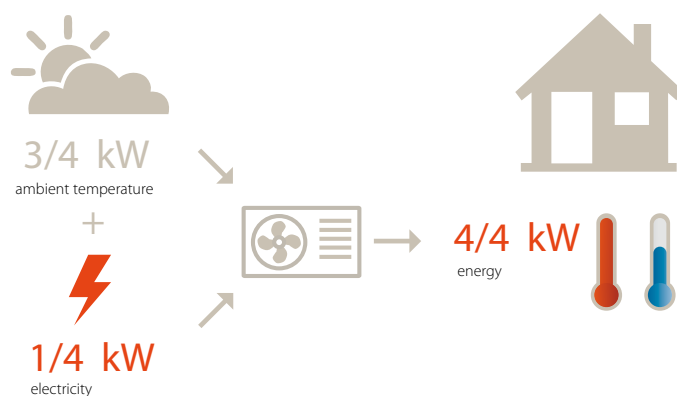 3/4 kW
ambient temperature
+
1/4 kW
electricity
4/4 kW
energy